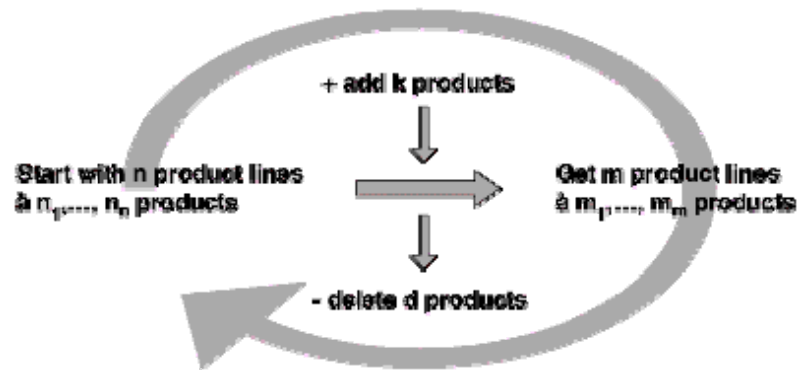 + add k products
Start with n product lines
à n₁,..., nₙ products
Get m product lines
à m₁,..., mₘ products
- delete d products